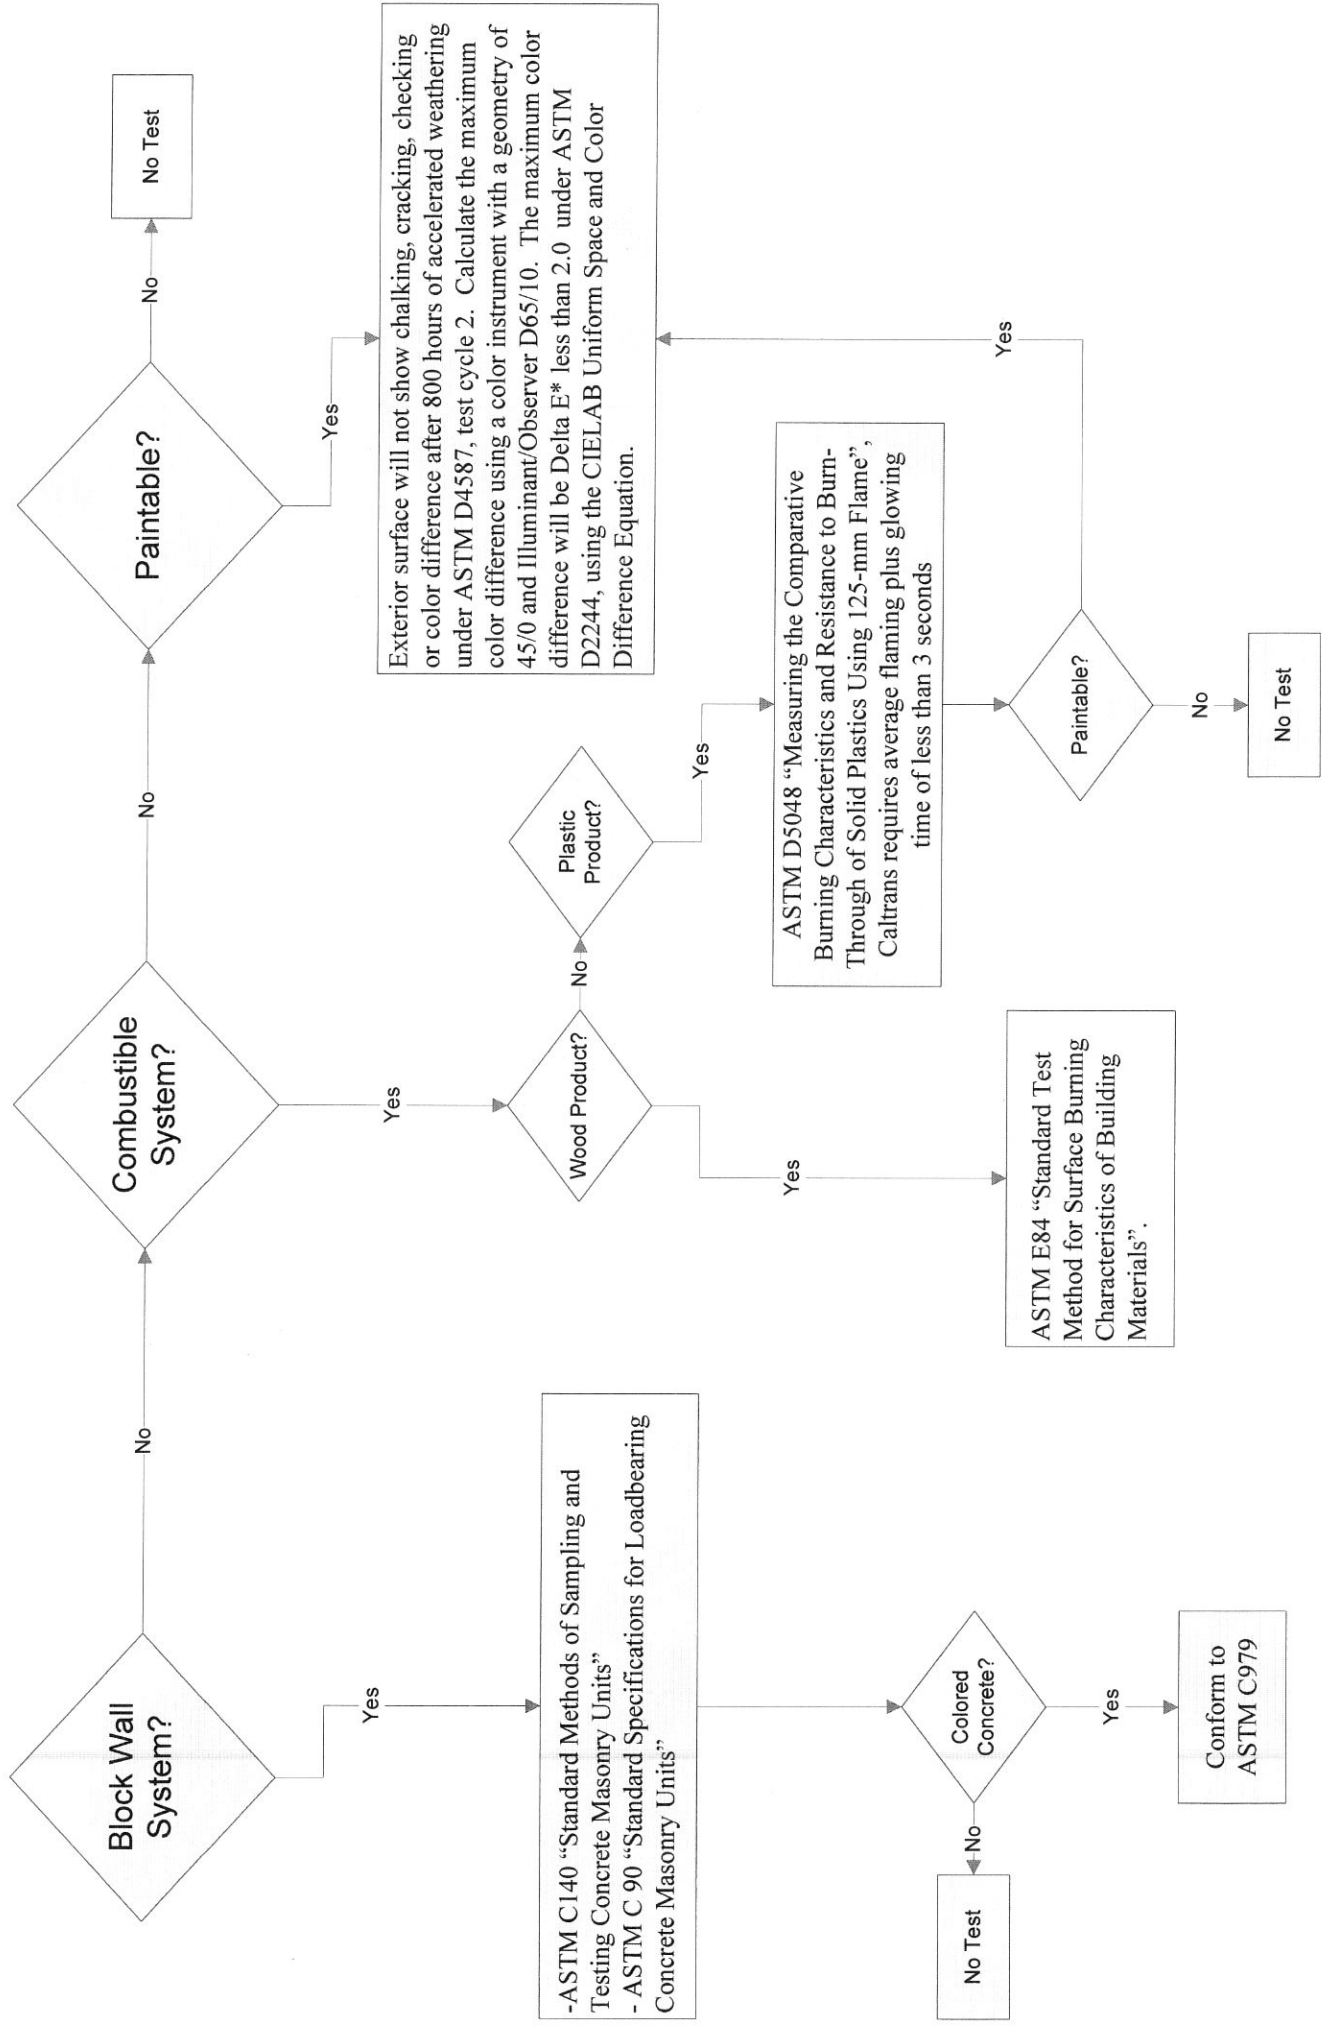 Block Wall
System?
No
Combustible
System?
No
Paintable?
No
No Test
Yes
-ASTM C140 “Standard Methods of Sampling and
Testing Concrete Masonry Units”
- ASTM C 90 “Standard Specifications for Loadbearing
Concrete Masonry Units”
Colored
Concrete?
No
No Test
Yes
Conform to
ASTM C979
Yes
Wood Product?
Yes
ASTM E84 “Standard Test
Method for Surface Burning
Characteristics of Building
Materials”.
No
Plastic
Product?
Yes
ASTM D5048 “Measuring the Comparative
Burning Characteristics and Resistance to Burn-
Through of Solid Plastics Using 125-mm Flame”,
Caltrans requires average flaming plus glowing
time of less than 3 seconds
Paintable?
No
No Test
Yes
Yes
Exterior surface will not show chalking, cracking, checking
or color difference after 800 hours of accelerated weathering
under ASTM D4587, test cycle 2. Calculate the maximum
color difference using a color instrument with a geometry of
45/0 and Illuminant/Observer D65/10. The maximum color
difference will be Delta E* less than 2.0 under ASTM
D2244, using the CIELAB Uniform Space and Color
Difference Equation.